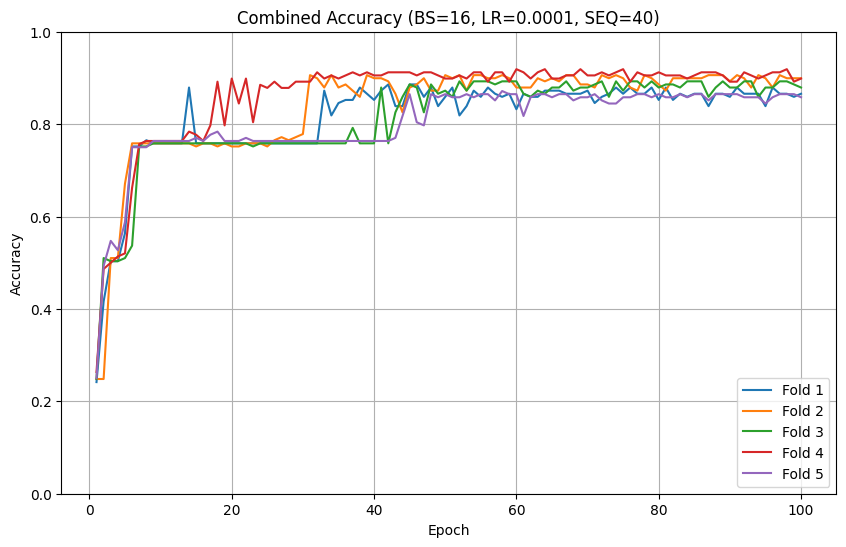 Combined Accuracy (BS=16, LR=0.0001, SEQ=40)
1.0
0.8
0.6
0.4
0.2
0.0
Accuracy
0 20 40 60 80 100
Epoch
Fold 1
Fold 2
Fold 3
Fold 4
Fold 5